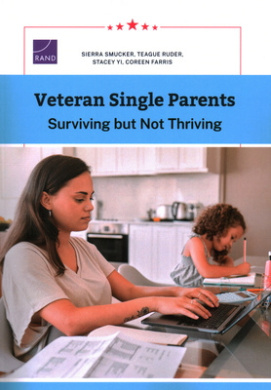 RAND
SIERRA SMUCKER, TEAGUE RUDER,
STACEY YI, COREEN FARRIS
Veteran Single Parents
Surviving but Not Thriving